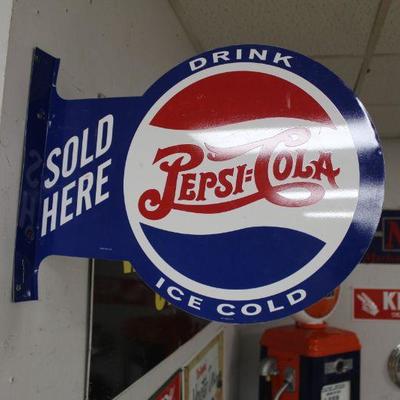 DRINK
PEPSI=COLA
ICE COLD
SOLD
HERE